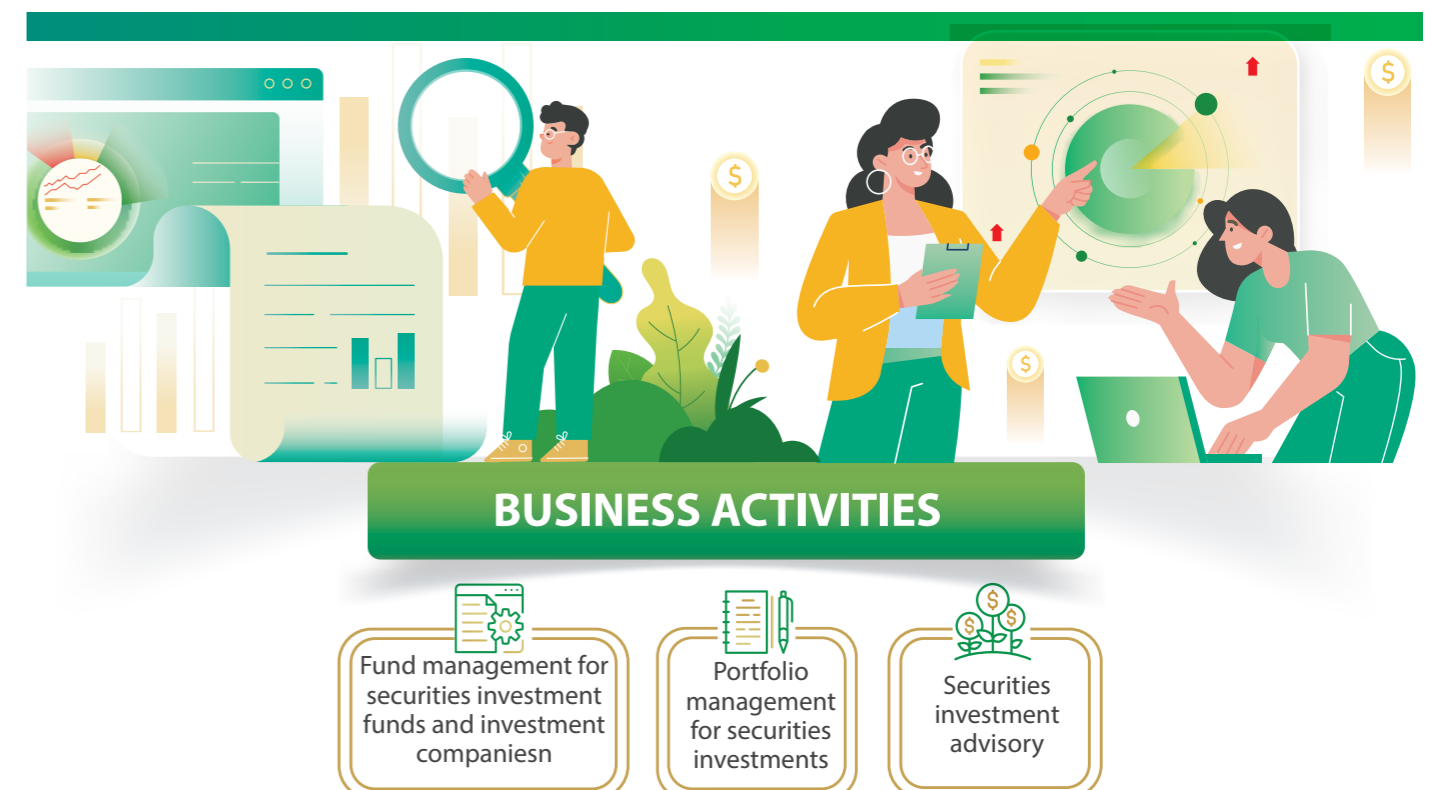 BUSINESS ACTIVITIES
Fund management for
securities investment
funds and investment
companiesn
Portfolio
management
for securities
investments
Securities
investment
advisory